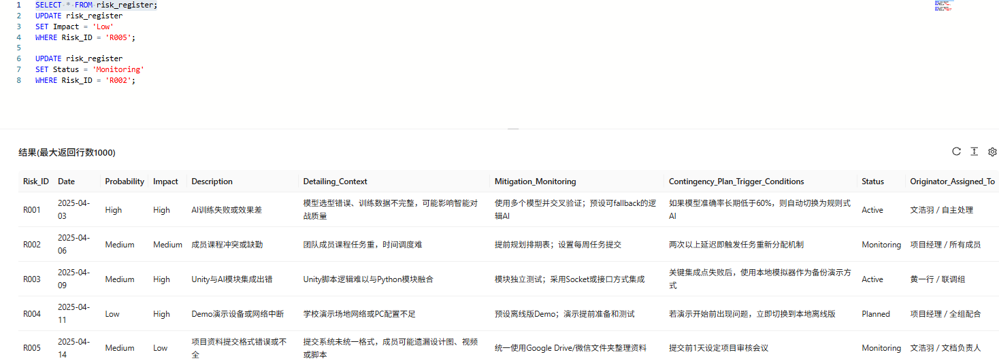 1 SELECT * FROM risk_register;
2 UPDATE risk_register
3 SET Impact = 'Low'
4 WHERE Risk_ID = 'R005';
5
6 UPDATE risk_register
7 SET Status = 'Monitoring'
8 WHERE Risk_ID = 'R002';
结果(最大返回行数1000)
Risk_ID Date Probability Impact Description Detailing_Context Mitigation_Monitoring Contingency_Plan_Trigger_Conditions Status Originator_Assigned_To
R001 2025-04-03 High High AI训练失败或效果差 模型选型错误、训练数据不完整，可能影响智能对战质量 使用多个模型并交叉验证；预设可fallback的逻辑AI 如果模型准确率长期低于60%，则自动切换为规则式AI Active 文浩羽 / 自主处理
R002 2025-04-06 Medium Medium 成员课程冲突或缺勤 团队成员课程任务重，时间调度难 提前规划排期表；设置每周任务提交 两次以上延迟即触发任务重新分配机制 Monitoring 项目经理 / 所有成员
R003 2025-04-09 Medium High Unity与AI模块集成出错 Unity脚本逻辑难以与Python模块融合 模块独立测试；采用Socket或接口方式集成 关键集成点失败后，使用本地模拟器作为备份演示方式 Active 黄一行 / 联调组
R004 2025-04-11 Low High Demo演示设备或网络中断 学校演示场地网络或PC配置不足 预设离线版Demo；演示提前准备和测试 若演示开始前出现问题，立即切换到本地离线版 Planned 项目经理 / 全组配合
R005 2025-04-14 Medium Low 项目资料提交格式错误或不全 提交系统未统一格式，成员可能遗漏设计图、视频或脚本 统一使用Google Drive/微信文件夹整理资料 提交前1天设定项目审核会议 Monitoring 文浩羽 / 文档负责人